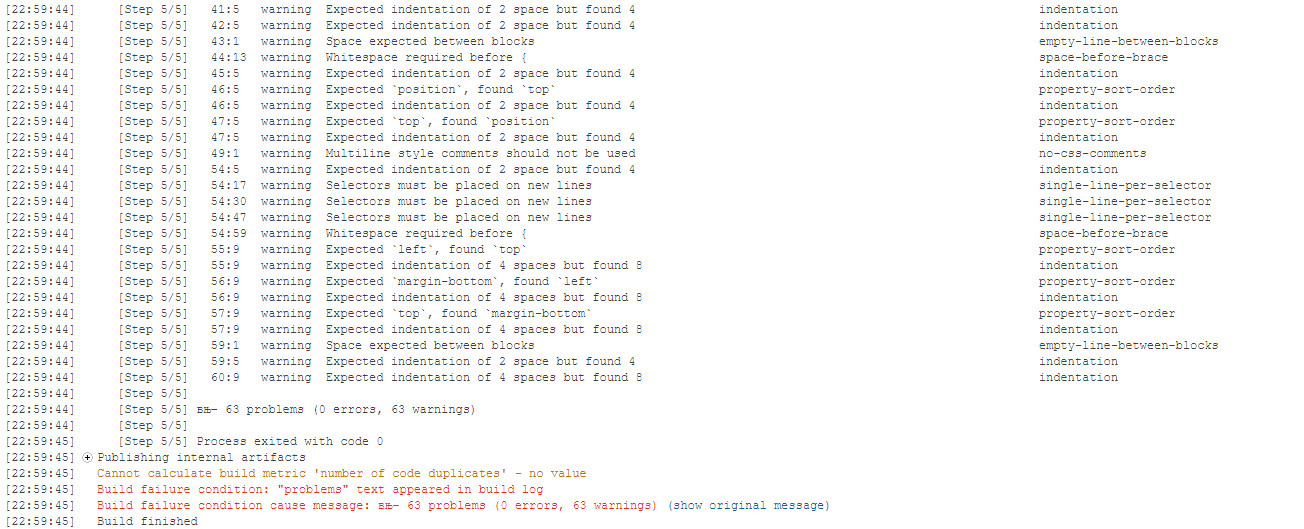 [22:59:44] [Step 5/5] 41:5 warning Expected indentation of 2 space but found 4 indentation
[22:59:44] [Step 5/5] 42:5 warning Expected indentation of 2 space but found 4 indentation
[22:59:44] [Step 5/5] 43:1 warning Space expected between blocks empty-line-between-blocks
[22:59:44] [Step 5/5] 44:13 warning Whitespace required before { space-before-brace
[22:59:44] [Step 5/5] 45:5 warning Expected indentation of 2 space but found 4 indentation
[22:59:44] [Step 5/5] 46:5 warning Expected `position`, found `top` property-sort-order
[22:59:44] [Step 5/5] 46:5 warning Expected indentation of 2 space but found 4 indentation
[22:59:44] [Step 5/5] 47:5 warning Expected `top`, found `position` property-sort-order
[22:59:44] [Step 5/5] 47:5 warning Expected indentation of 2 space but found 4 indentation
[22:59:44] [Step 5/5] 49:1 warning Multiline style comments should not be used no-css-comments
[22:59:44] [Step 5/5] 54:5 warning Expected indentation of 2 space but found 4 indentation
[22:59:44] [Step 5/5] 54:17 warning Selectors must be placed on new lines single-line-per-selector
[22:59:44] [Step 5/5] 54:30 warning Selectors must be placed on new lines single-line-per-selector
[22:59:44] [Step 5/5] 54:47 warning Selectors must be placed on new lines single-line-per-selector
[22:59:44] [Step 5/5] 54:59 warning Whitespace required before { space-before-brace
[22:59:44] [Step 5/5] 55:9 warning Expected `left`, found `top` property-sort-order
[22:59:44] [Step 5/5] 55:9 warning Expected indentation of 4 spaces but found 8 indentation
[22:59:44] [Step 5/5] 56:9 warning Expected `margin-bottom`, found `left` property-sort-order
[22:59:44] [Step 5/5] 56:9 warning Expected indentation of 4 spaces but found 8 indentation
[22:59:44] [Step 5/5] 57:9 warning Expected `top`, found `margin-bottom` property-sort-order
[22:59:44] [Step 5/5] 57:9 warning Expected indentation of 4 spaces but found 8 indentation
[22:59:44] [Step 5/5] 59:1 warning Space expected between blocks empty-line-between-blocks
[22:59:44] [Step 5/5] 59:5 warning Expected indentation of 2 space but found 4 indentation
[22:59:44] [Step 5/5] 60:9 warning Expected indentation of 4 spaces but found 8 indentation
[22:59:44] [Step 5/5]
[22:59:44] [Step 5/5] вњ– 63 problems (0 errors, 63 warnings)
[22:59:44] [Step 5/5]
[22:59:45] [Step 5/5] Process exited with code 0
[22:59:45] Publishing internal artifacts
[22:59:45] Cannot calculate build metric 'number of code duplicates' - no value
[22:59:45] Build failure condition: "problems" text appeared in build log
[22:59:45] Build failure condition cause message: вњ– 63 problems (0 errors, 63 warnings) (show original message)
[22:59:45] Build finished